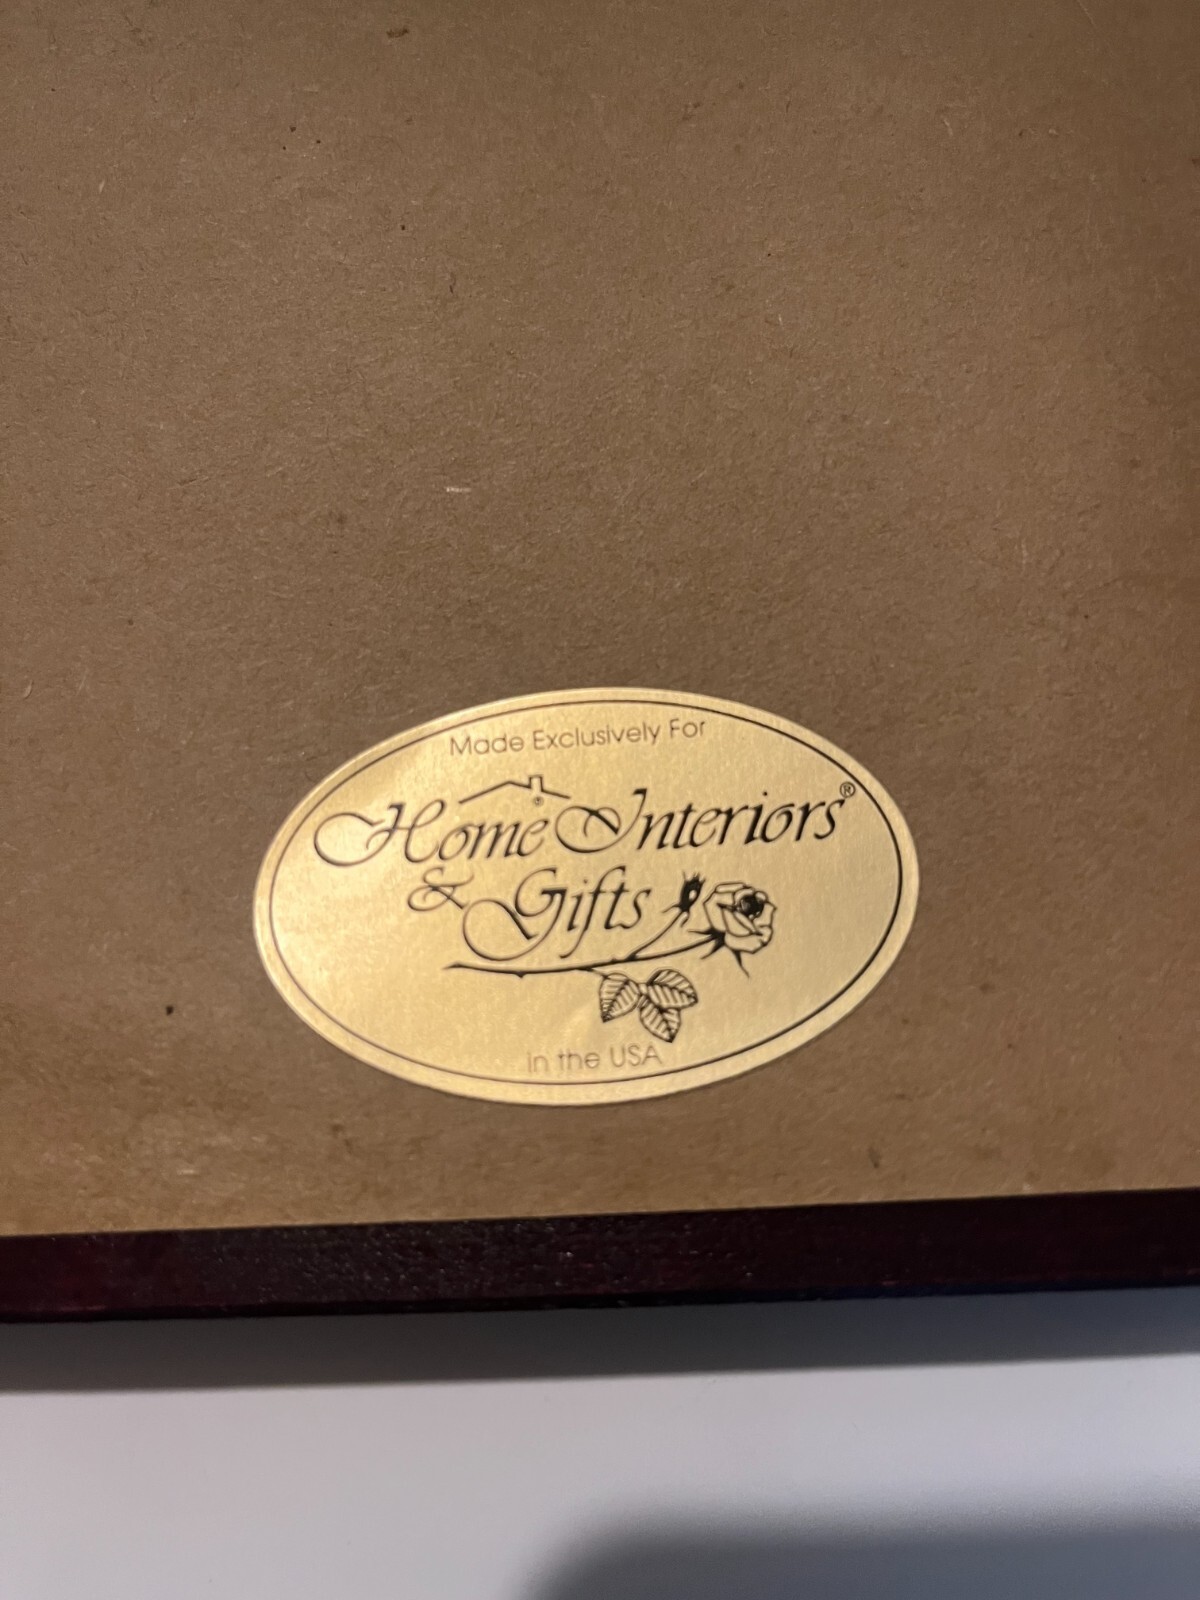 Made Exclusively For
Home® Interiors®
& Gifts
in the USA